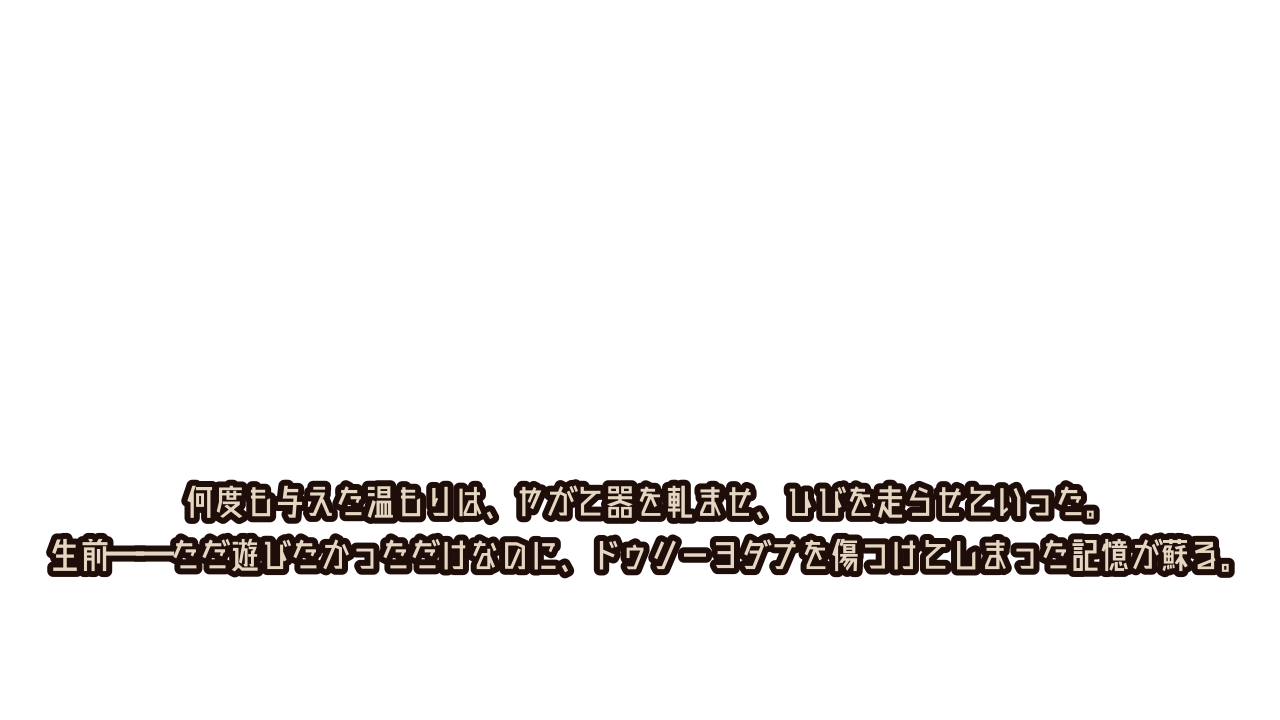 何度も与えた温もりは、やがて器を軋ませ、ひびを走らせていった。
生前――ただ遊びたかっただけなのに、ドゥリーヨダナを傷つけてしまった記憶が蘇る。